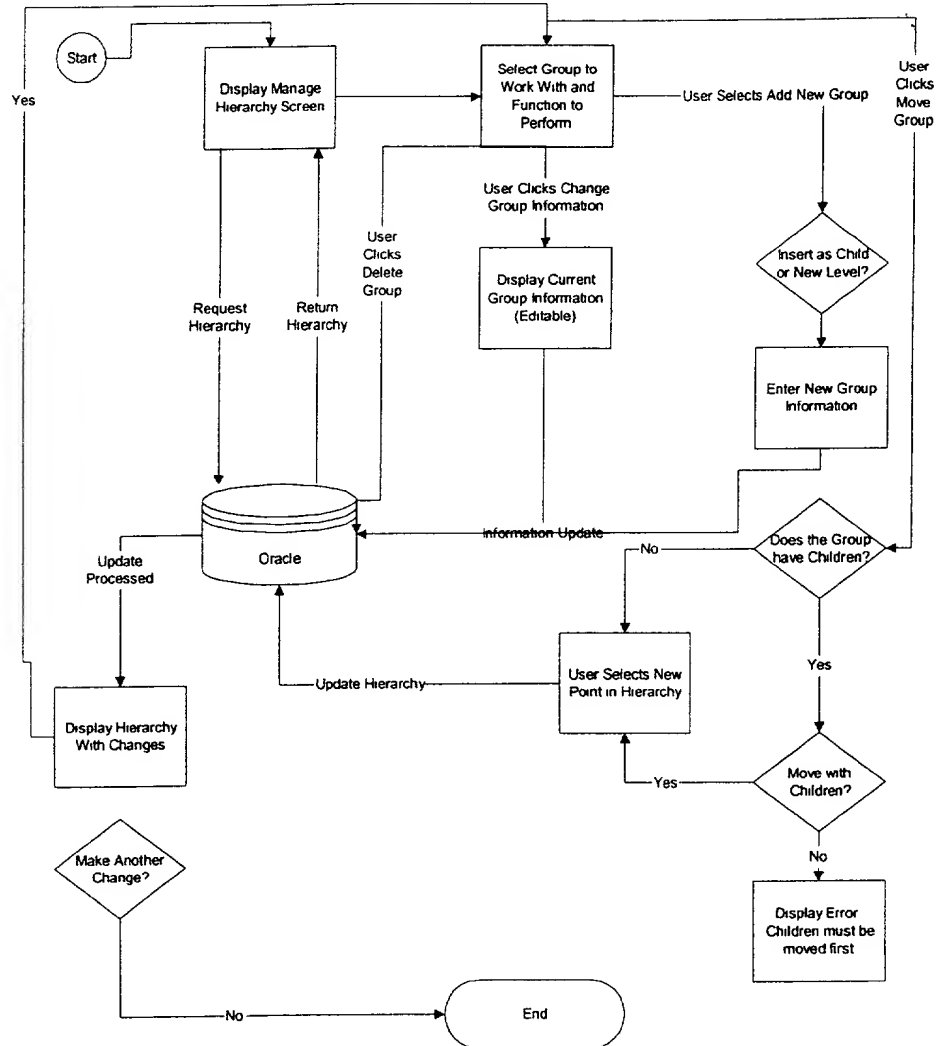 Start
Yes
Display Manage
Hierarchy Screen
Select Group to
Work With and
Function to
Perform
User Selects Add New Group
User
Clicks
Move
Group
User Clicks Change
Group Information
User
Clicks
Delete
Group
Insert as Child
or New Level?
Display Current
Group Information
(Editable)
Request
Hierarchy
Return
Hierarchy
Enter New Group
Information
Information Update
Oracle
No
Does the Group
have Children?
Update
Processed
Yes
User Selects New
Point in Hierarchy
Update Hierarchy
Display Hierarchy
With Changes
Move with
Children?
Yes
No
Make Another
Change?
Display Error
Children must be
moved first
No
End